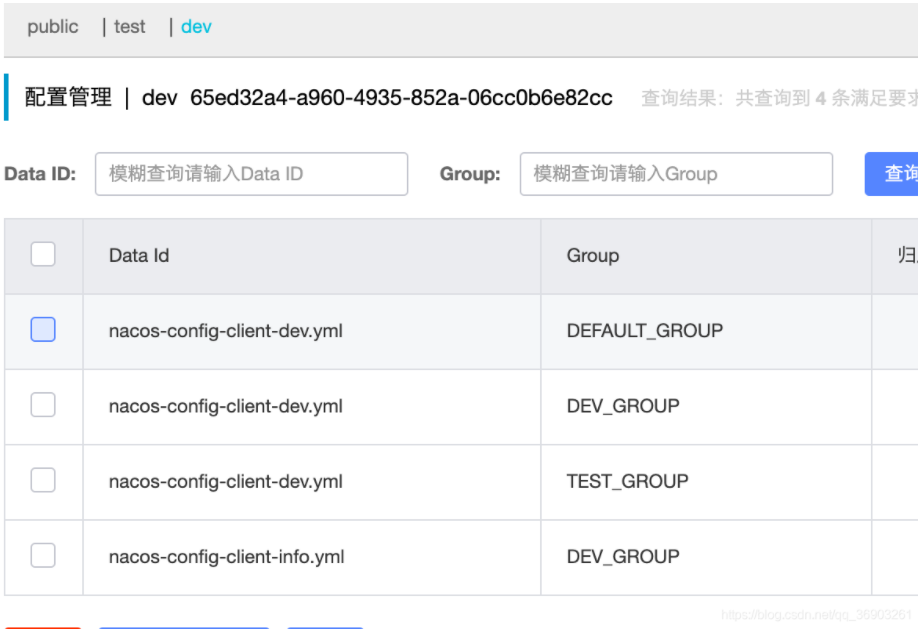 public | test | dev
配置管理 | dev 65ed32a4-a960-4935-852a-06cc0b6e82cc 查询结果：共查询到 4 条满足要求
Data ID: 模糊查询请输入Data ID Group: 模糊查询请输入Group 查询
Data Id Group
nacos-config-client-dev.yml DEFAULT_GROUP
nacos-config-client-dev.yml DEV_GROUP
nacos-config-client-dev.yml TEST_GROUP
nacos-config-client-info.yml DEV_GROUP
https://blog.csdn.net/qq_36903261